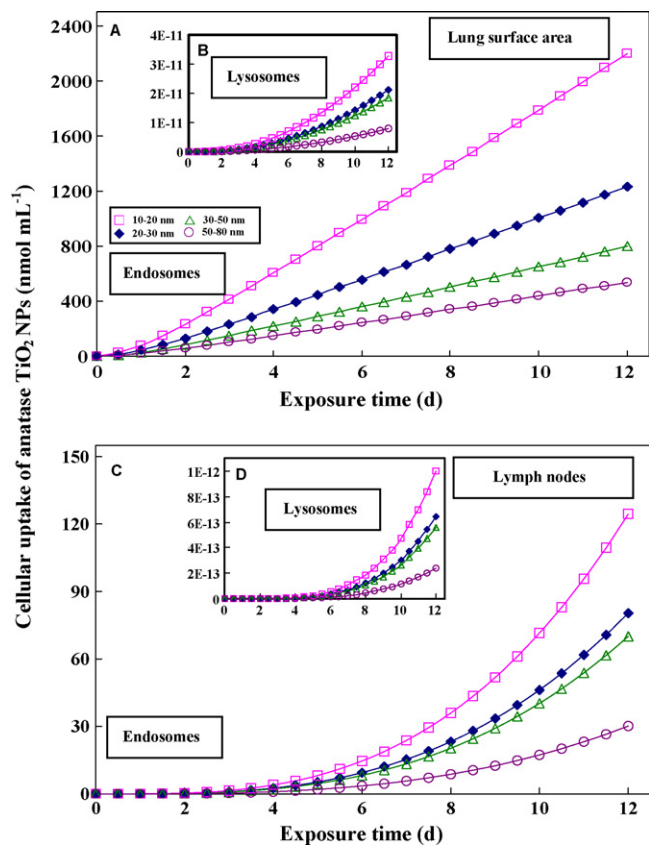 Cellular uptake of anatase TiO₂ NPs (nmol mL⁻¹)
A
Lung surface area
2200
1800
1600
1200
800
400
0
0 2 4 6 8 10 12
Exposure time (d)
Endosomes
10-20 nm
30-50 nm
20-30 nm
50-80 nm
B
Lysosomes
4E-11
3E-11
2E-11
1E-11
0
0 2 4 6 8 10 12
C
Lymph nodes
150
120
90
60
30
0
0 2 4 6 8 10 12
Exposure time (d)
Endosomes
D
Lysosomes
1E-12
8E-13
6E-13
4E-13
2E-13
0
0 2 4 6 8 10 12